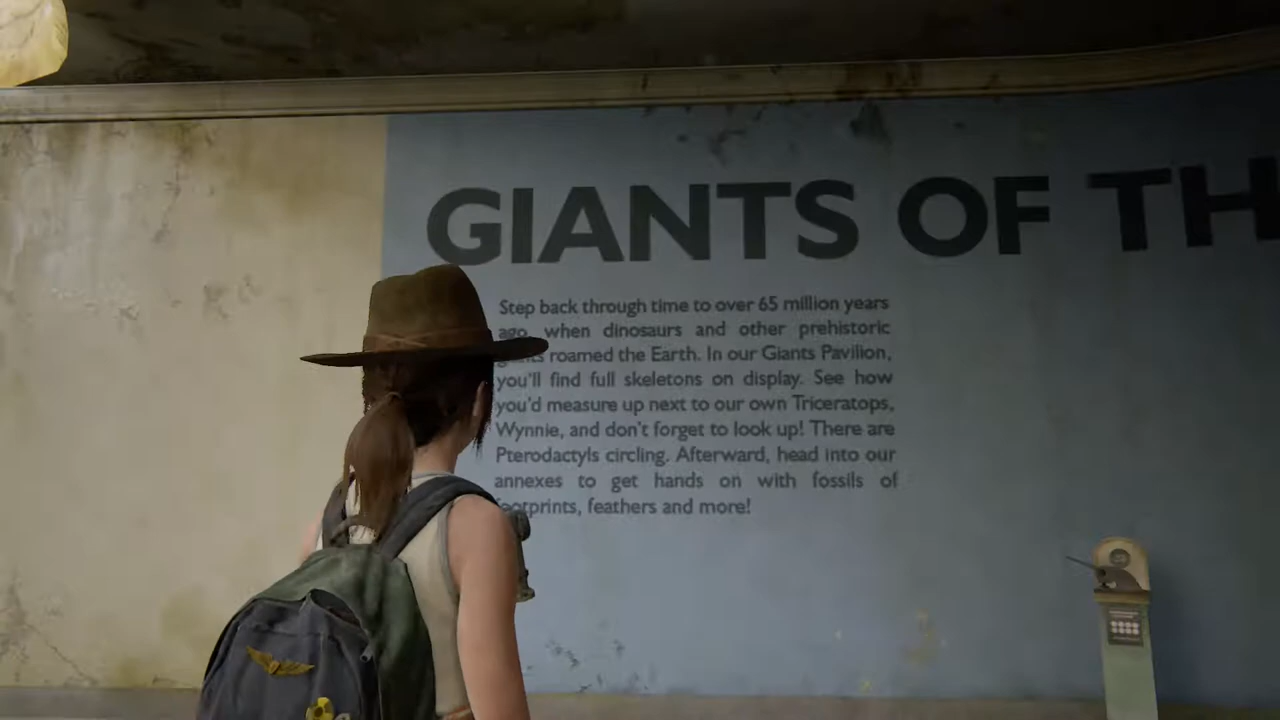 GIANTS OF TH
Step back through time to over 65 million years
ago, when dinosaurs and other prehistoric
giants roamed the Earth. In our Giants Pavilion,
you'll find full skeletons on display. See how
you'd measure up next to our own Triceratops,
Wynnie, and don't forget to look up! There are
Pterodactyls circling. Afterward, head into our
annexes to get hands on with fossils of
footprints, feathers and more!